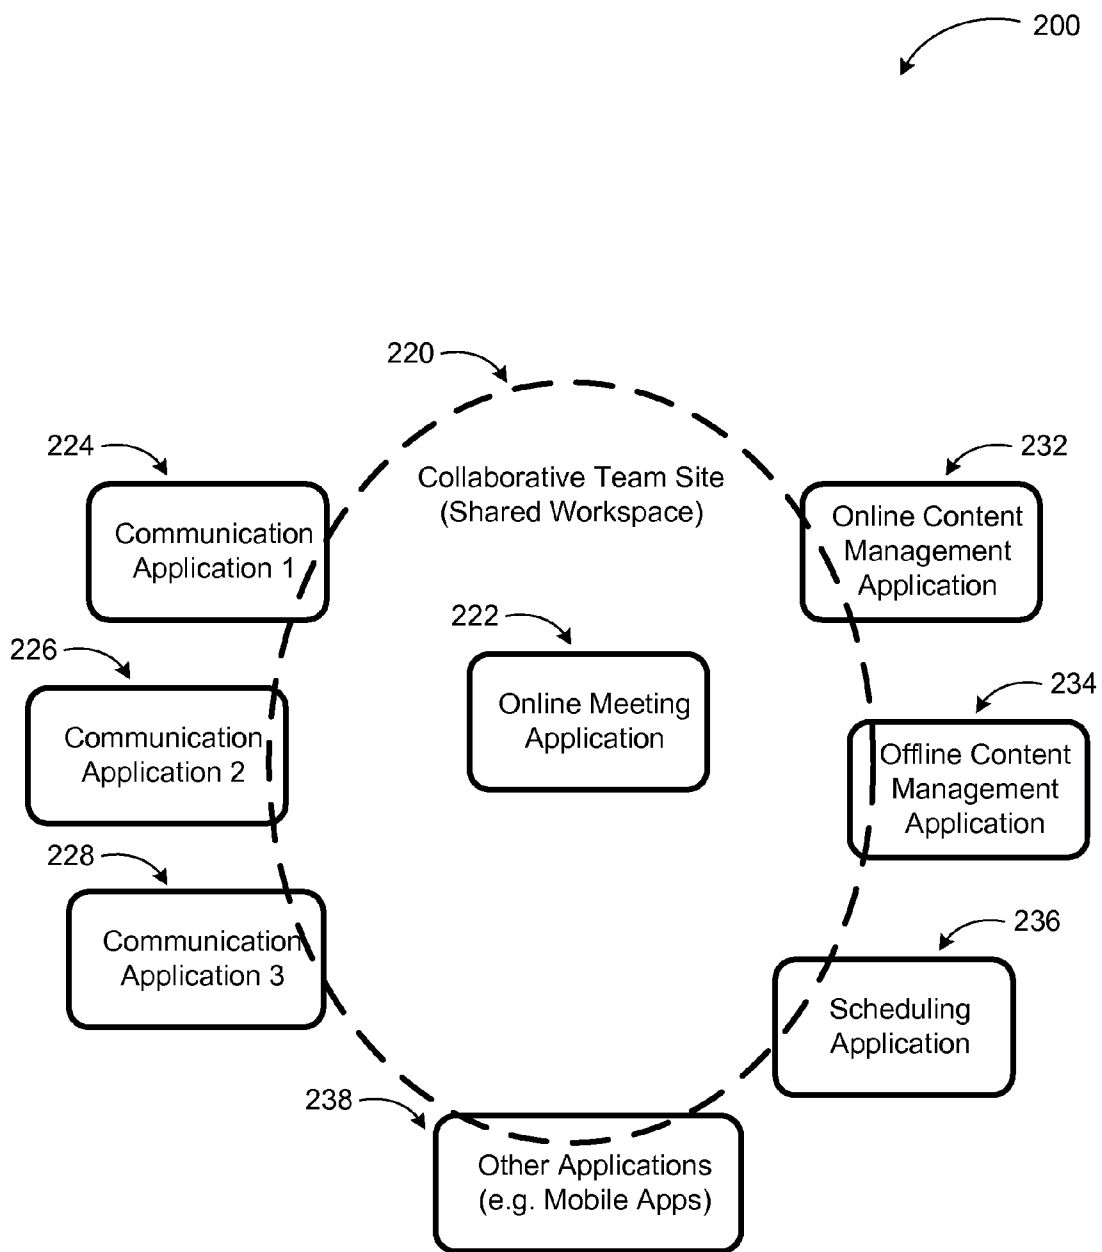 200
220
Collaborative Team Site
(Shared Workspace)
224
Communication
Application 1
232
Online Content
Management
Application
222
Online Meeting
Application
226
Communication
Application 2
234
Offline Content
Management
Application
228
Communication
Application 3
236
Scheduling
Application
238
Other Applications
(e.g. Mobile Apps)